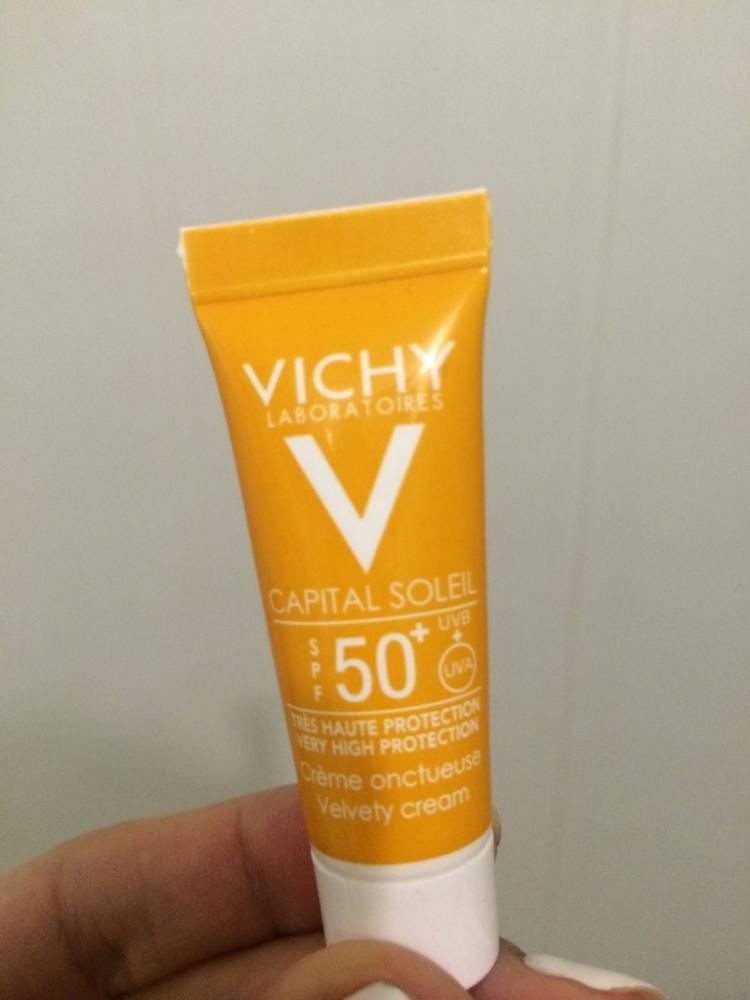 VICHY
LABORATOIRES
V
CAPITAL SOLEIL
SPF 50+ UVB + UVA
TRÈS HAUTE PROTECTION
VERY HIGH PROTECTION
Crème onctueuse
Velvety cream